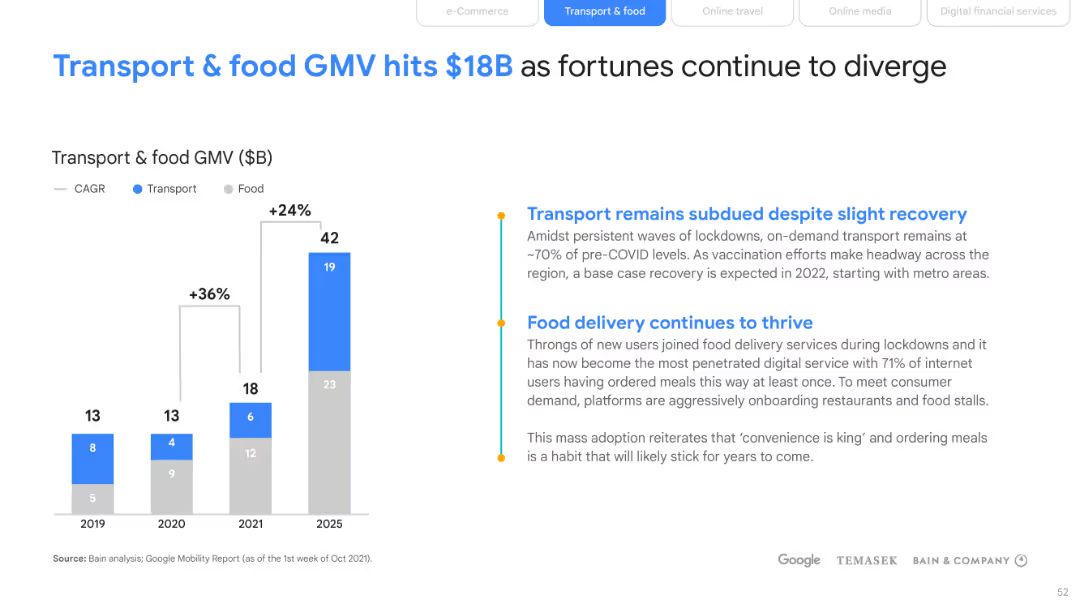 e-Commerce
Transport & food
Online travel
Online media
Digital financial services
Transport & food GMV hits $18B as fortunes continue to diverge
Transport & food GMV ($B)
CAGR
Transport
Food
+24%
42
19
+36%
23
18
6
12
13
4
9
13
8
5
2019
2020
2021
2025
Transport remains subdued despite slight recovery
Amidst persistent waves of lockdowns, on-demand transport remains at
~70% of pre-COVID levels. As vaccination efforts make headway across the
region, a base case recovery is expected in 2022, starting with metro areas.
Food delivery continues to thrive
Throngs of new users joined food delivery services during lockdowns and it
has now become the most penetrated digital service with 71% of internet
users having ordered meals this way at least once. To meet consumer
demand, platforms are aggressively onboarding restaurants and food stalls.
This mass adoption reiterates that ‘convenience is king’ and ordering meals
is a habit that will likely stick for years to come.
Source: Bain analysis; Google Mobility Report (as of the 1st week of Oct 2021).
Google
TEMASEK
BAIN & COMPANY
52